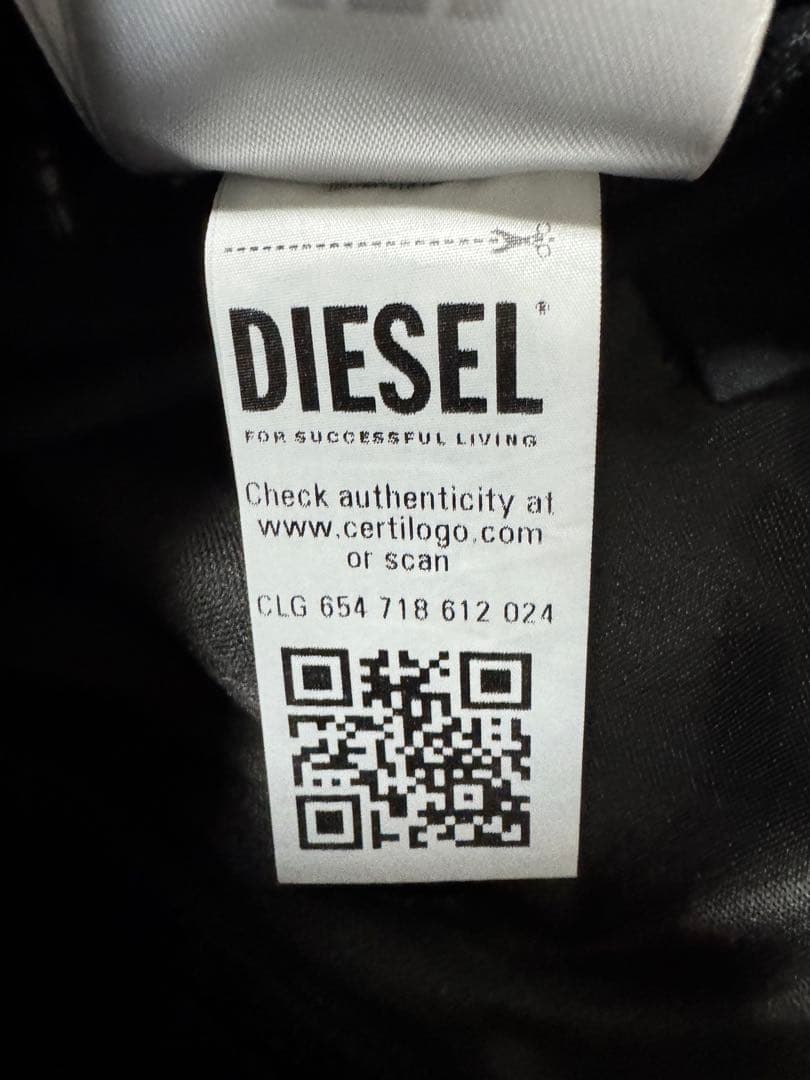 DIESEL®
FOR SUCCESSFUL LIVING
Check authenticity at
www.certilogo.com
or scan
CLG 654 718 612 024